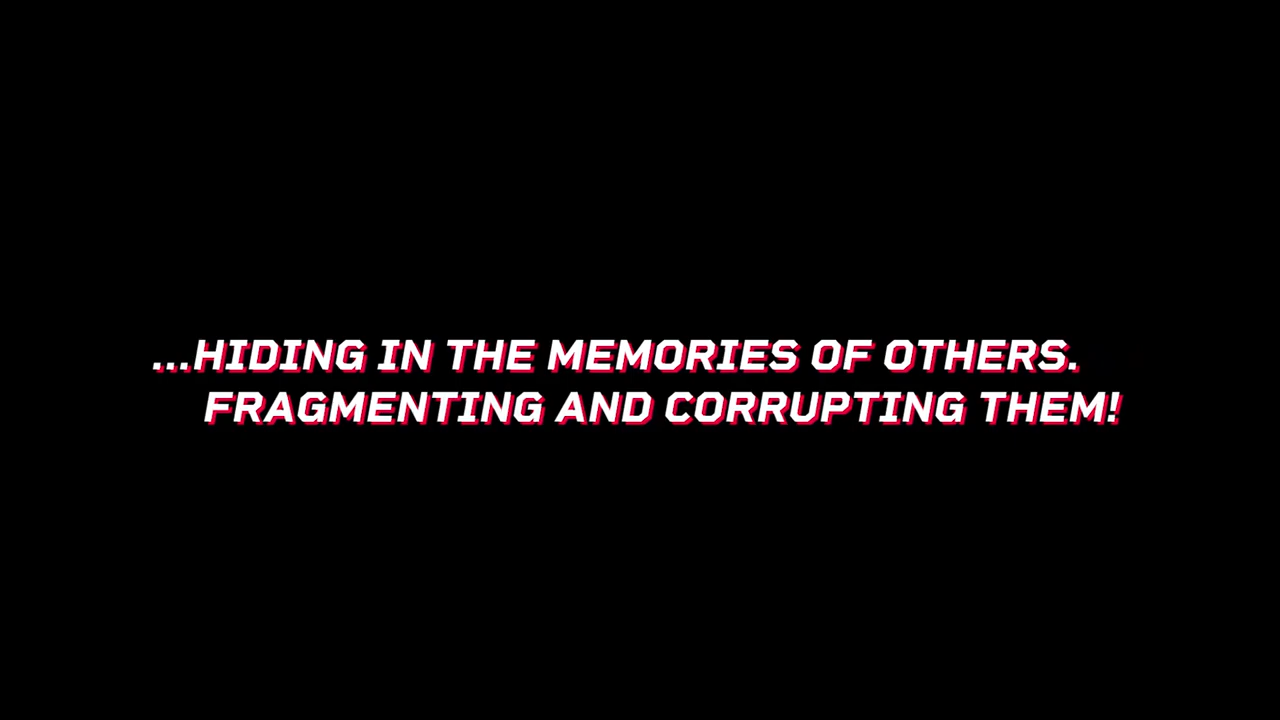 ...HIDING IN THE MEMORIES OF OTHERS.
FRAGMENTING AND CORRUPTING THEM!